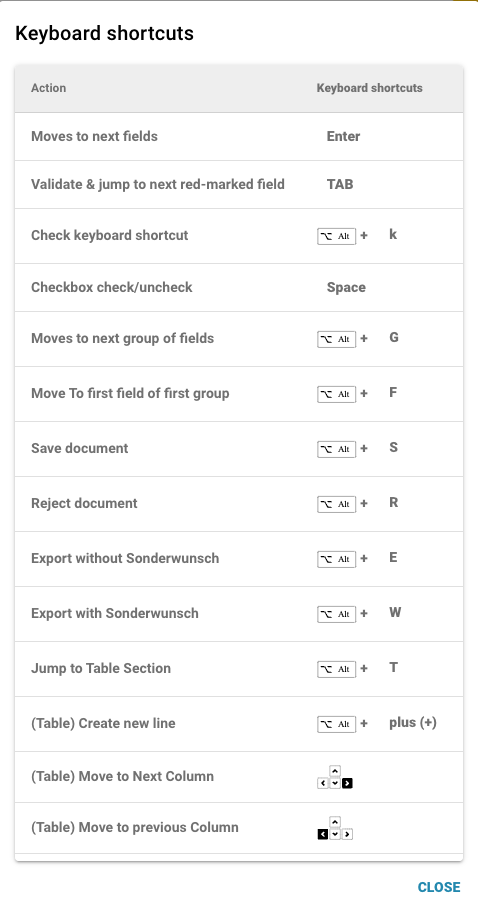 Keyboard shortcuts
Action Keyboard shortcuts
Moves to next fields Enter
Validate & jump to next red-marked field TAB
Check keyboard shortcut ⌥ Alt + k
Checkbox check/uncheck Space
Moves to next group of fields ⌥ Alt + G
Move To first field of first group ⌥ Alt + F
Save document ⌥ Alt + S
Reject document ⌥ Alt + R
Export without Sonderwunsch ⌥ Alt + E
Export with Sonderwunsch ⌥ Alt + W
Jump to Table Section ⌥ Alt + T
(Table) Create new line ⌥ Alt + plus (+)
(Table) Move to Next Column
(Table) Move to previous Column
CLOSE